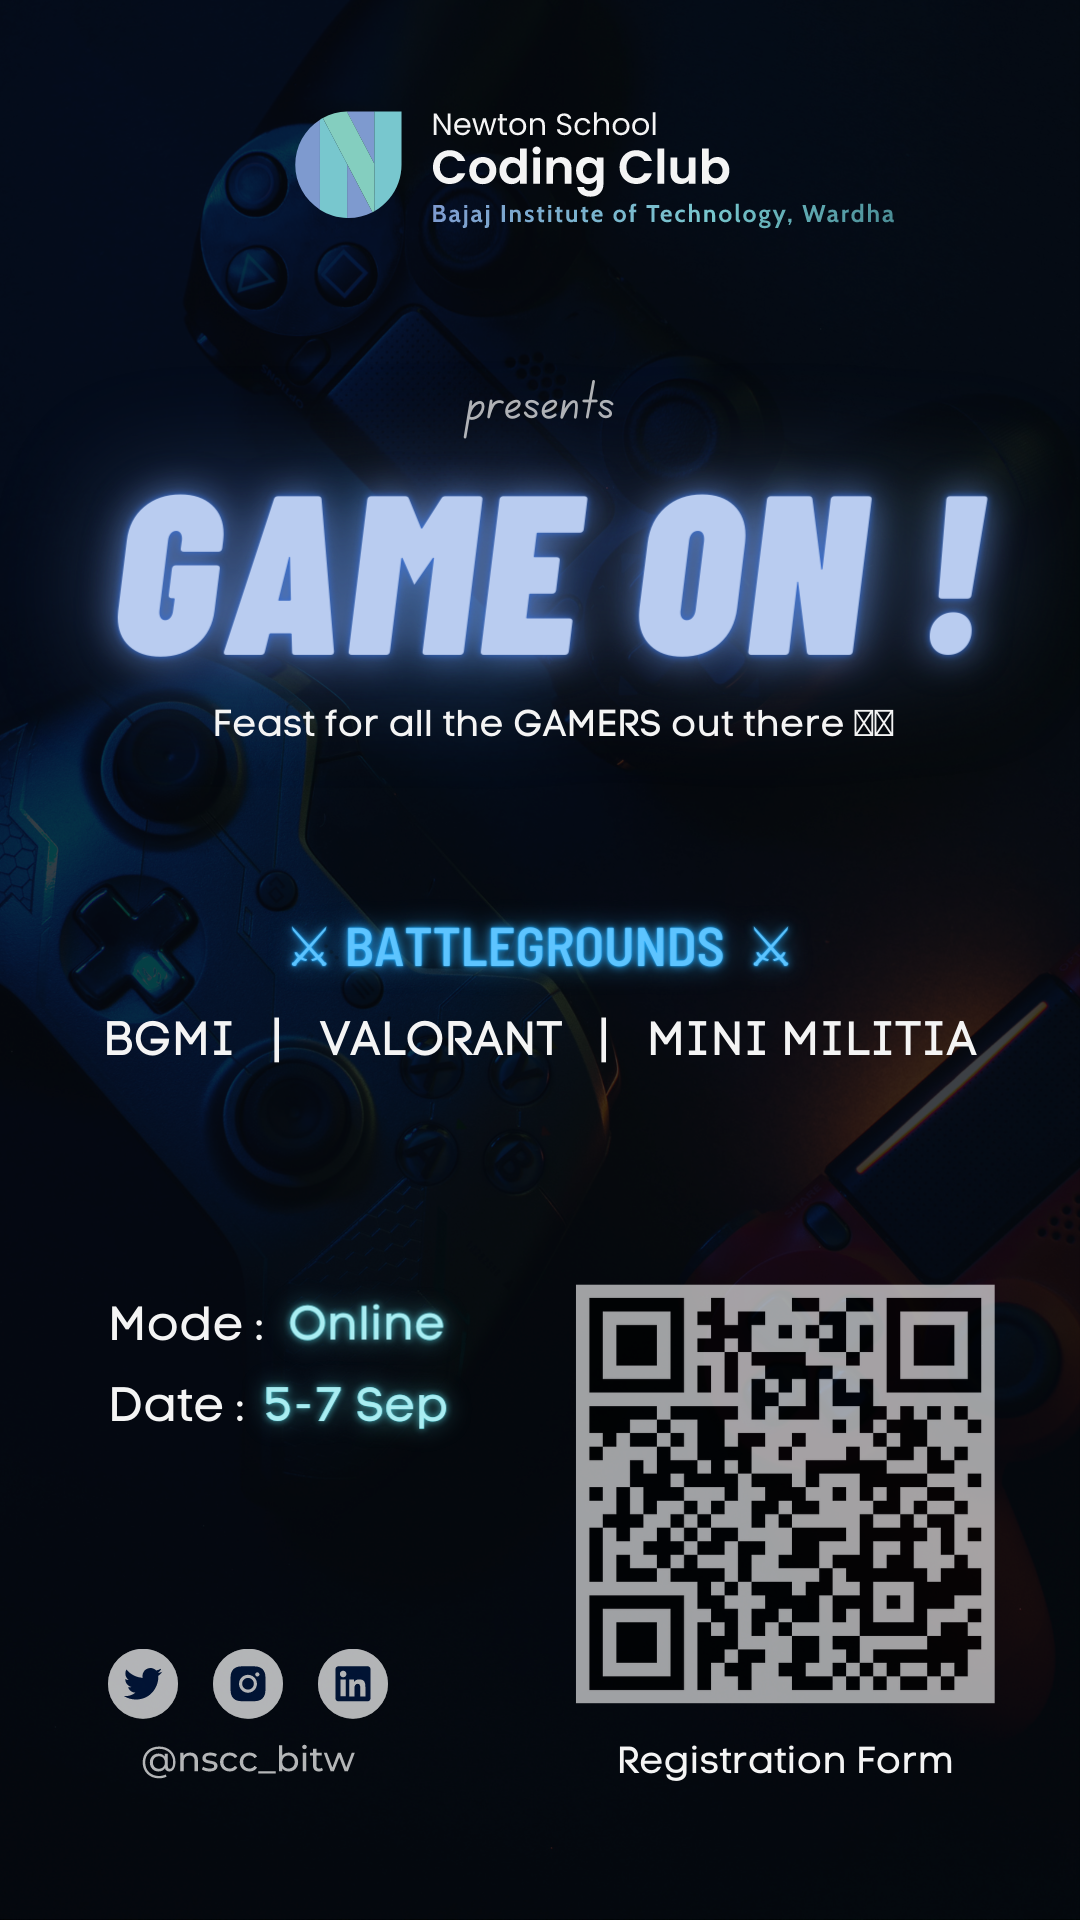 Newton School
Coding Club
Bajaj Institute of Technology, Wardha
presents
GAME ON !
Feast for all the GAMERS out there
⚔ BATTLEGROUNDS ⚔
BGMI | VALORANT | MINI MILITIA
Mode : Online
Date : 5-7 Sep
@nscc_bitw
Registration Form